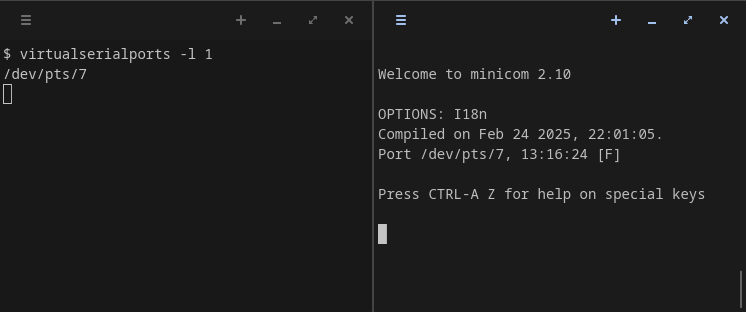 $ virtualserialports -l 1
/dev/pts/7
Welcome to minicom 2.10
OPTIONS: I18n
Compiled on Feb 24 2025, 22:01:05.
Port /dev/pts/7, 13:16:24 [F]
Press CTRL-A Z for help on special keys